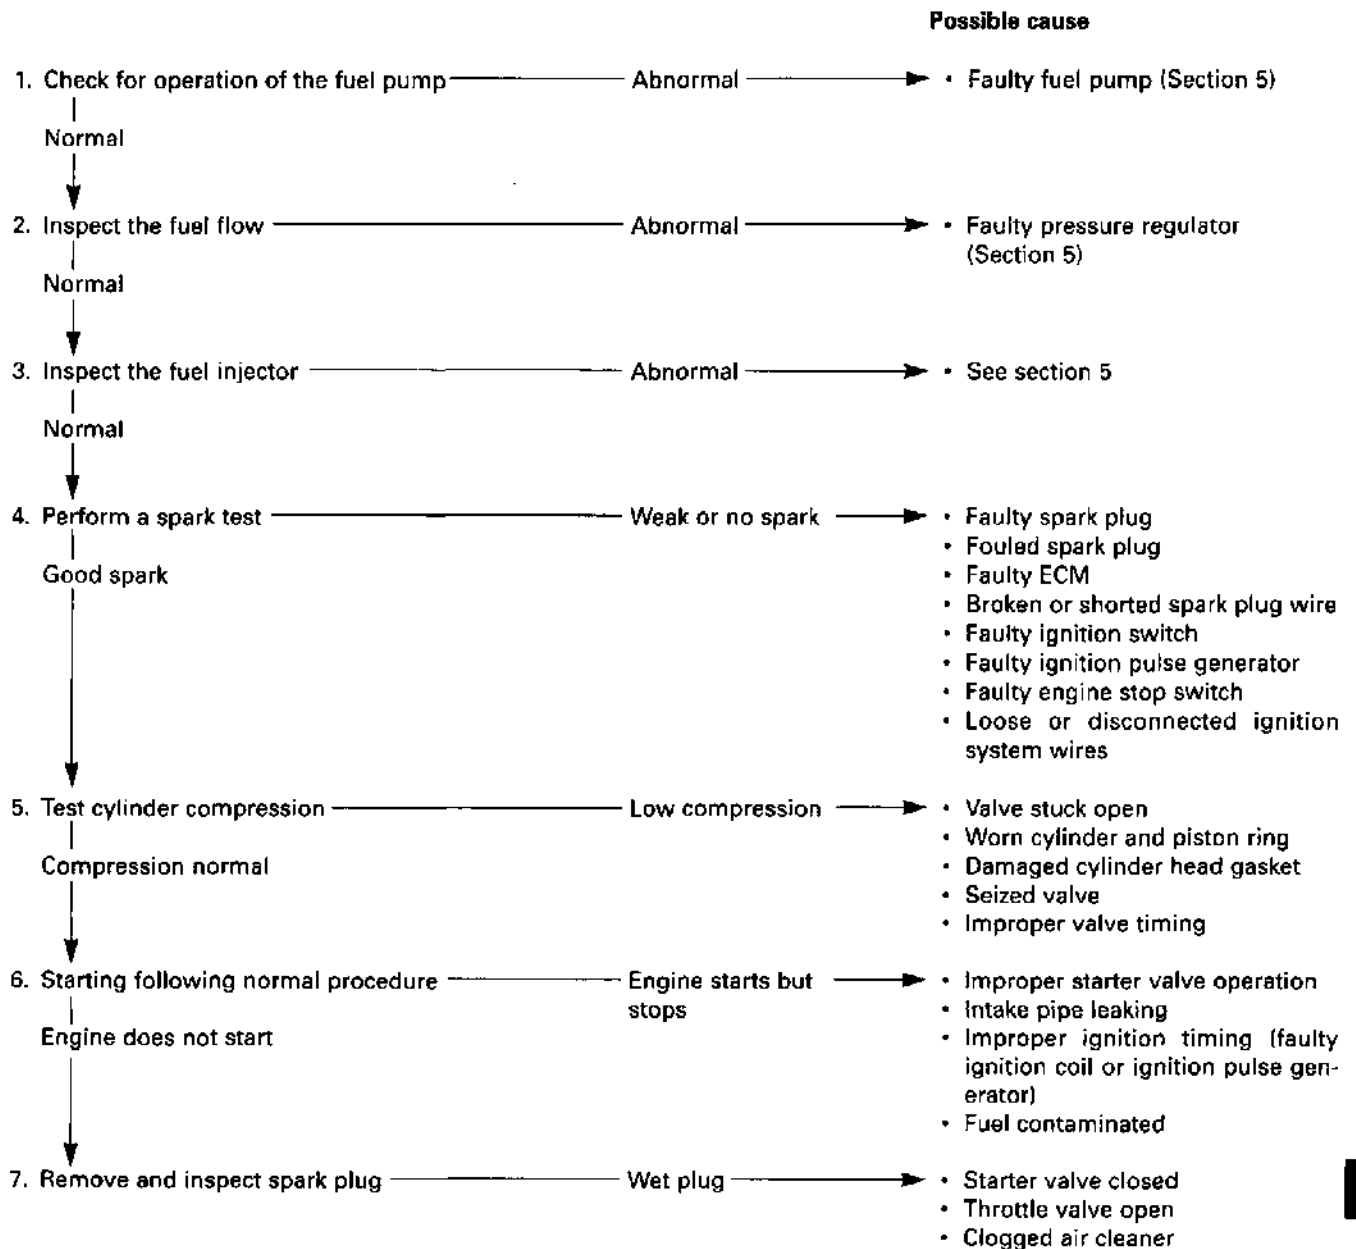 Possible cause
1. Check for operation of the fuel pump Abnormal • Faulty fuel pump (Section 5)
Normal
2. Inspect the fuel flow Abnormal • Faulty pressure regulator
(Section 5)
Normal
3. Inspect the fuel injector Abnormal • See section 5
Normal
4. Perform a spark test Weak or no spark • Faulty spark plug
• Fouled spark plug
Good spark • Faulty ECM
• Broken or shorted spark plug wire
• Faulty ignition switch
• Faulty ignition pulse generator
• Faulty engine stop switch
• Loose or disconnected ignition
system wires
5. Test cylinder compression Low compression • Valve stuck open
• Worn cylinder and piston ring
Compression normal • Damaged cylinder head gasket
• Seized valve
• Improper valve timing
6. Starting following normal procedure Engine starts but • Improper starter valve operation
stops • Intake pipe leaking
Engine does not start • Improper ignition timing (faulty
ignition coil or ignition pulse gen-
erator)
• Fuel contaminated
7. Remove and inspect spark plug Wet plug • Starter valve closed
• Throttle valve open
• Clogged air cleaner